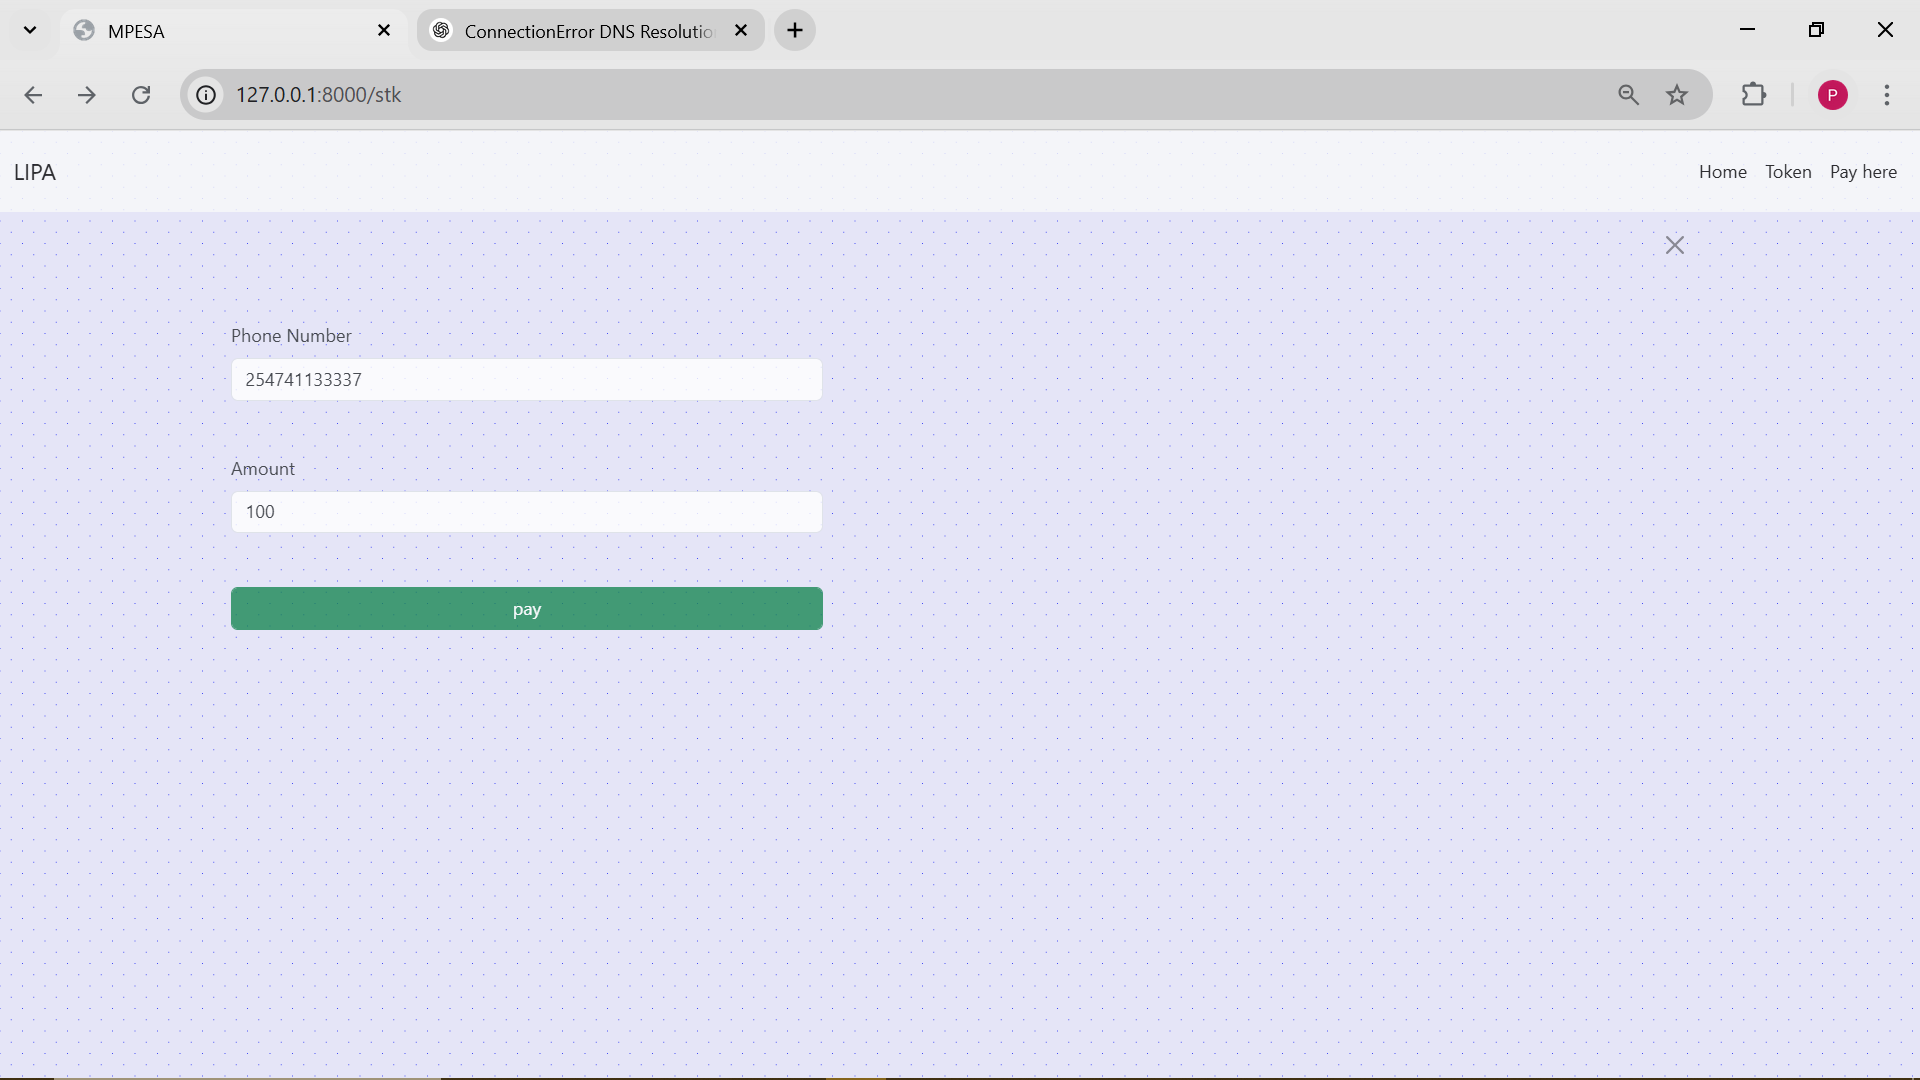 MPESA
ConnectionError DNS Resolutio
127.0.0.1:8000/stk
P
LIPA
Home Token Pay here
Phone Number
254741133337
Amount
100
pay